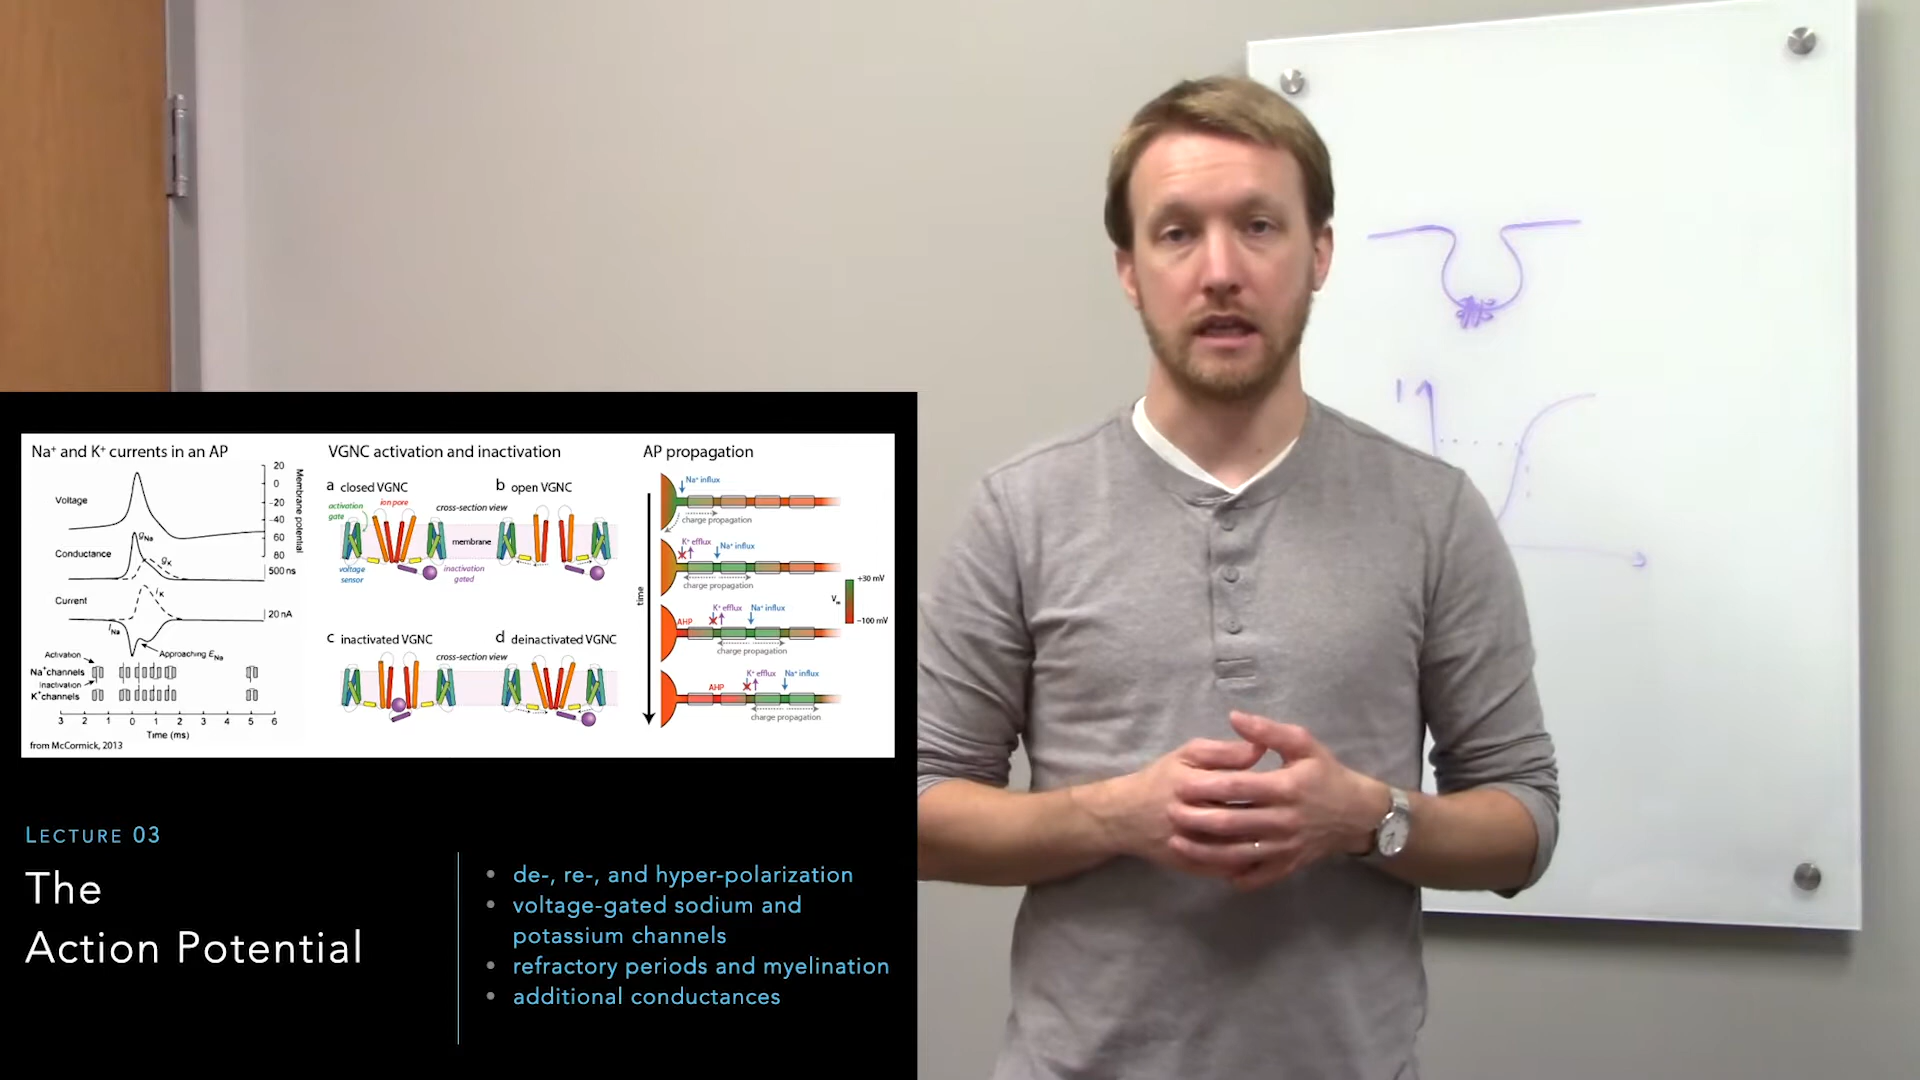 Na⁺ and K⁺ currents in an AP
Voltage
20
0
−20
−40
60
80
Membrane potential
Conductance
gNa
gK
500 ns
Current
IK
20 nA
INa
Approaching ENa
Activation
Na⁺channels
Inactivation
K⁺channels
3 2 1 0 1 2 3 4 5 6
Time (ms)
from McCormick, 2013
VGNC activation and inactivation
a closed VGNC
b open VGNC
activation
gate
ion pore
cross-section view
membrane
voltage
sensor
inactivation
gated
c inactivated VGNC
d deinactivated VGNC
cross-section view
AP propagation
time
Na⁺ influx
charge propagation
K⁺ efflux
Na⁺ influx
charge propagation
+30 mV
Vm
−100 mV
AHP
K⁺ efflux
Na⁺ influx
charge propagation
AHP
K⁺ efflux
Na⁺ influx
charge propagation
LECTURE 03
The
Action Potential
• de-, re-, and hyper-polarization
• voltage-gated sodium and
potassium channels
• refractory periods and myelination
• additional conductances